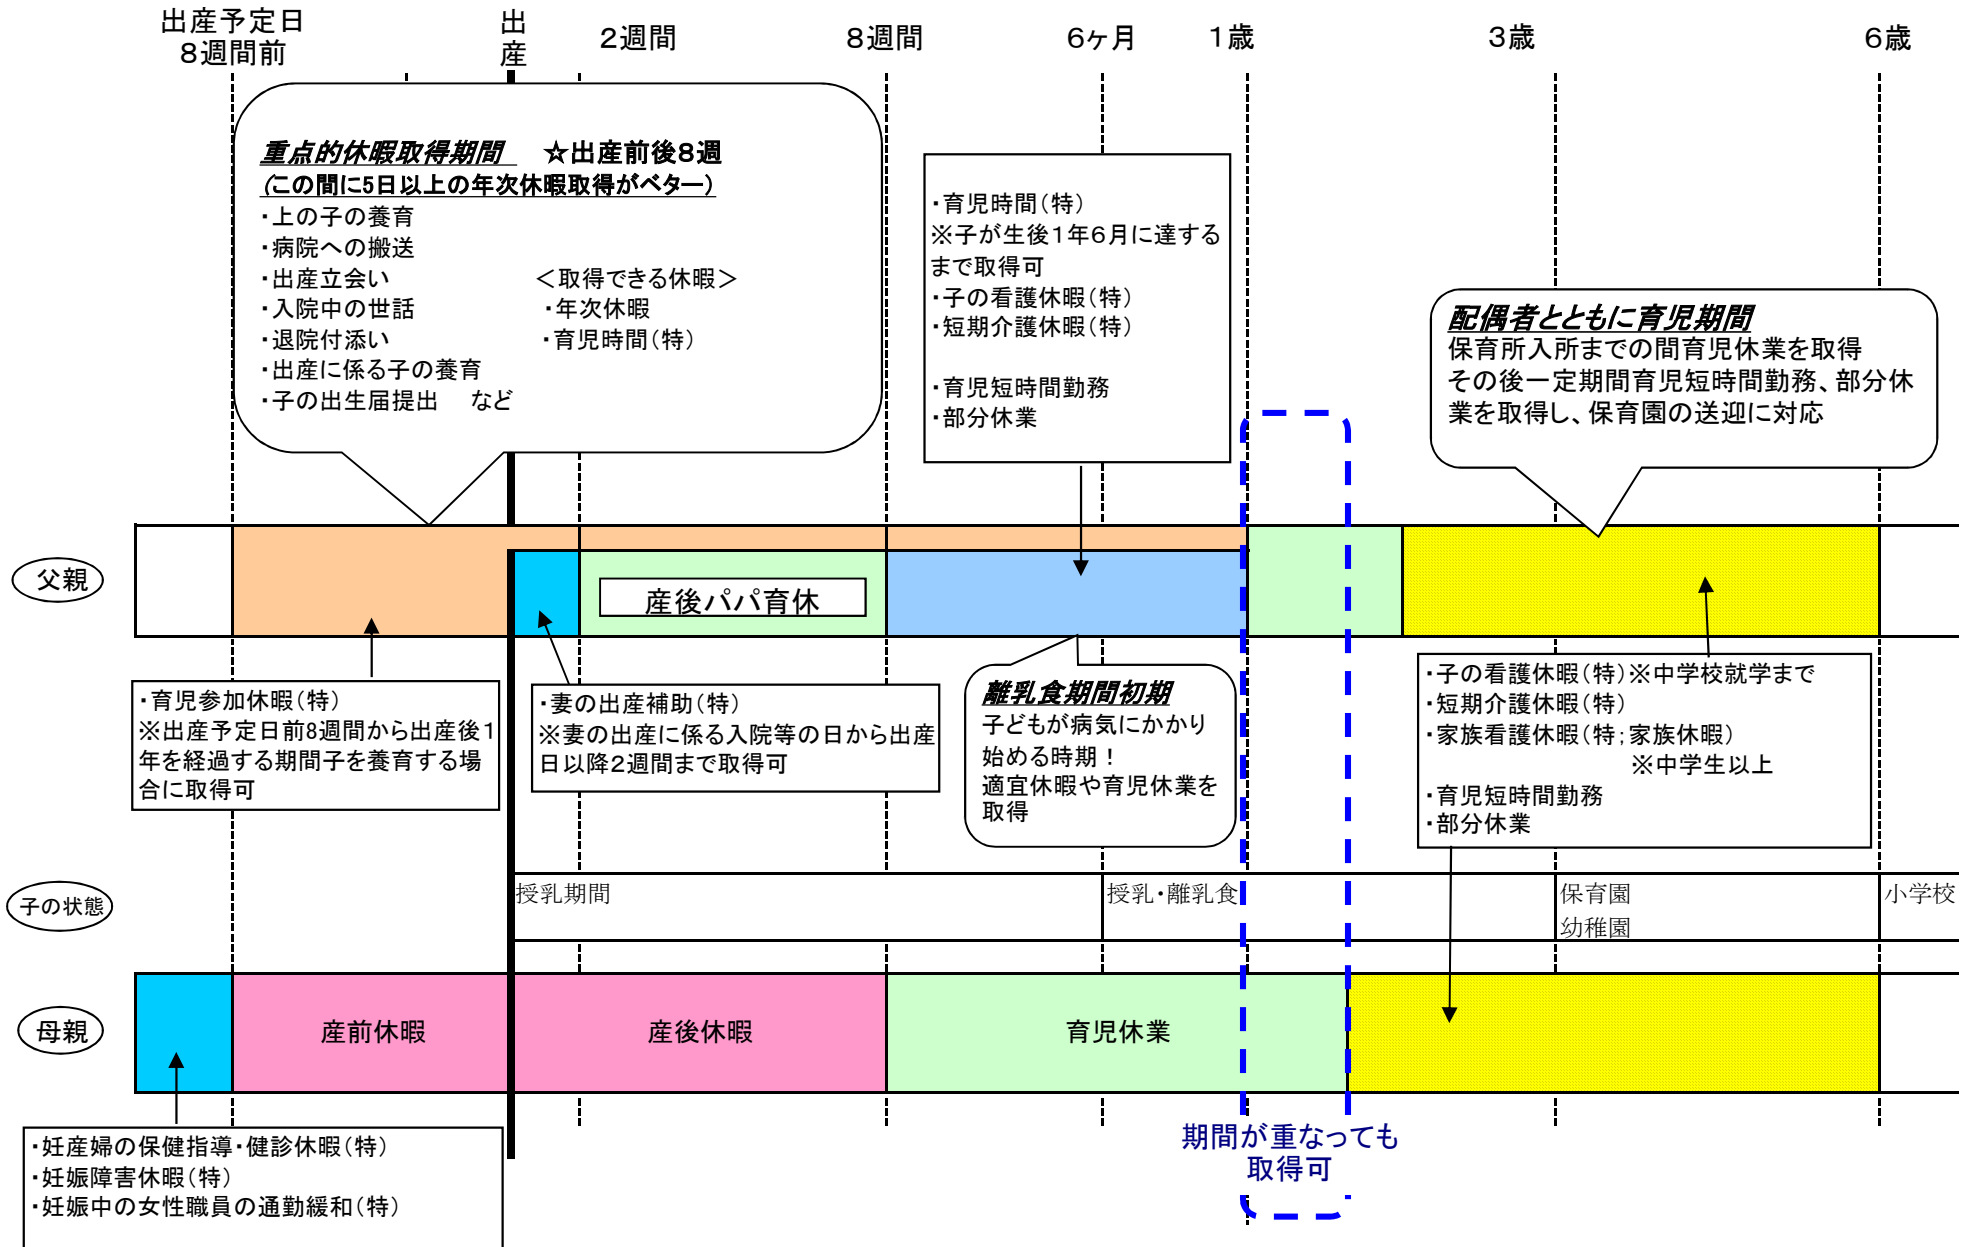 出産予定日
8週間前
出産
2週間
8週間
6ヶ月
1歳
3歳
6歳
重点的休暇取得期間　☆出産前後8週
(この間に5日以上の年次休暇取得がベター)
・上の子の養育
・病院への搬送
・出産立会い
・入院中の世話
・退院付添い
・出産に係る子の養育
・子の出生届提出　など
＜取得できる休暇＞
・年次休暇
・育児時間(特)
・育児時間(特)
※子が生後1年6月に達する
まで取得可
・子の看護休暇(特)
・短期介護休暇(特)
・育児短時間勤務
・部分休業
配偶者とともに育児期間
保育所入所までの間育児休業を取得
その後一定期間育児短時間勤務、部分休
業を取得し、保育園の送迎に対応
父親
産後パパ育休
・育児参加休暇(特)
※出産予定日前8週間から出産後1
年を経過する期間子を養育する場
合に取得可
・妻の出産補助(特)
※妻の出産に係る入院等の日から出産
日以降2週間まで取得可
離乳食期間初期
子どもが病気にかかり
始める時期！
適宜休暇や育児休業を
取得
・子の看護休暇(特)※中学校就学まで
・短期介護休暇(特)
・家族看護休暇(特;家族休暇)
※中学生以上
・育児短時間勤務
・部分休業
子の状態
授乳期間
授乳・離乳食
保育園
幼稚園
小学校
母親
産前休暇
産後休暇
育児休業
期間が重なっても
取得可
・妊産婦の保健指導・健診休暇(特)
・妊娠障害休暇(特)
・妊娠中の女性職員の通勤緩和(特)